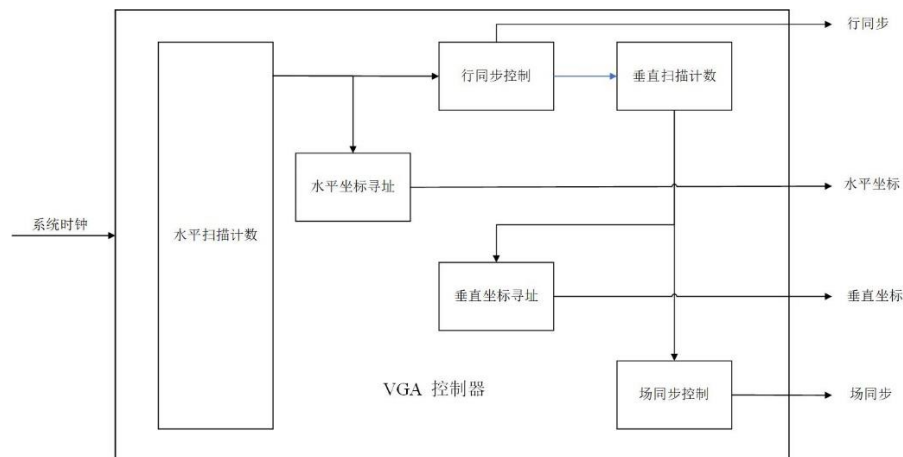 行同步
行同步控制
垂直扫描计数
水平坐标寻址
水平坐标
系统时钟
水平扫描计数
垂直坐标寻址
垂直坐标
VGA 控制器
场同步控制
场同步